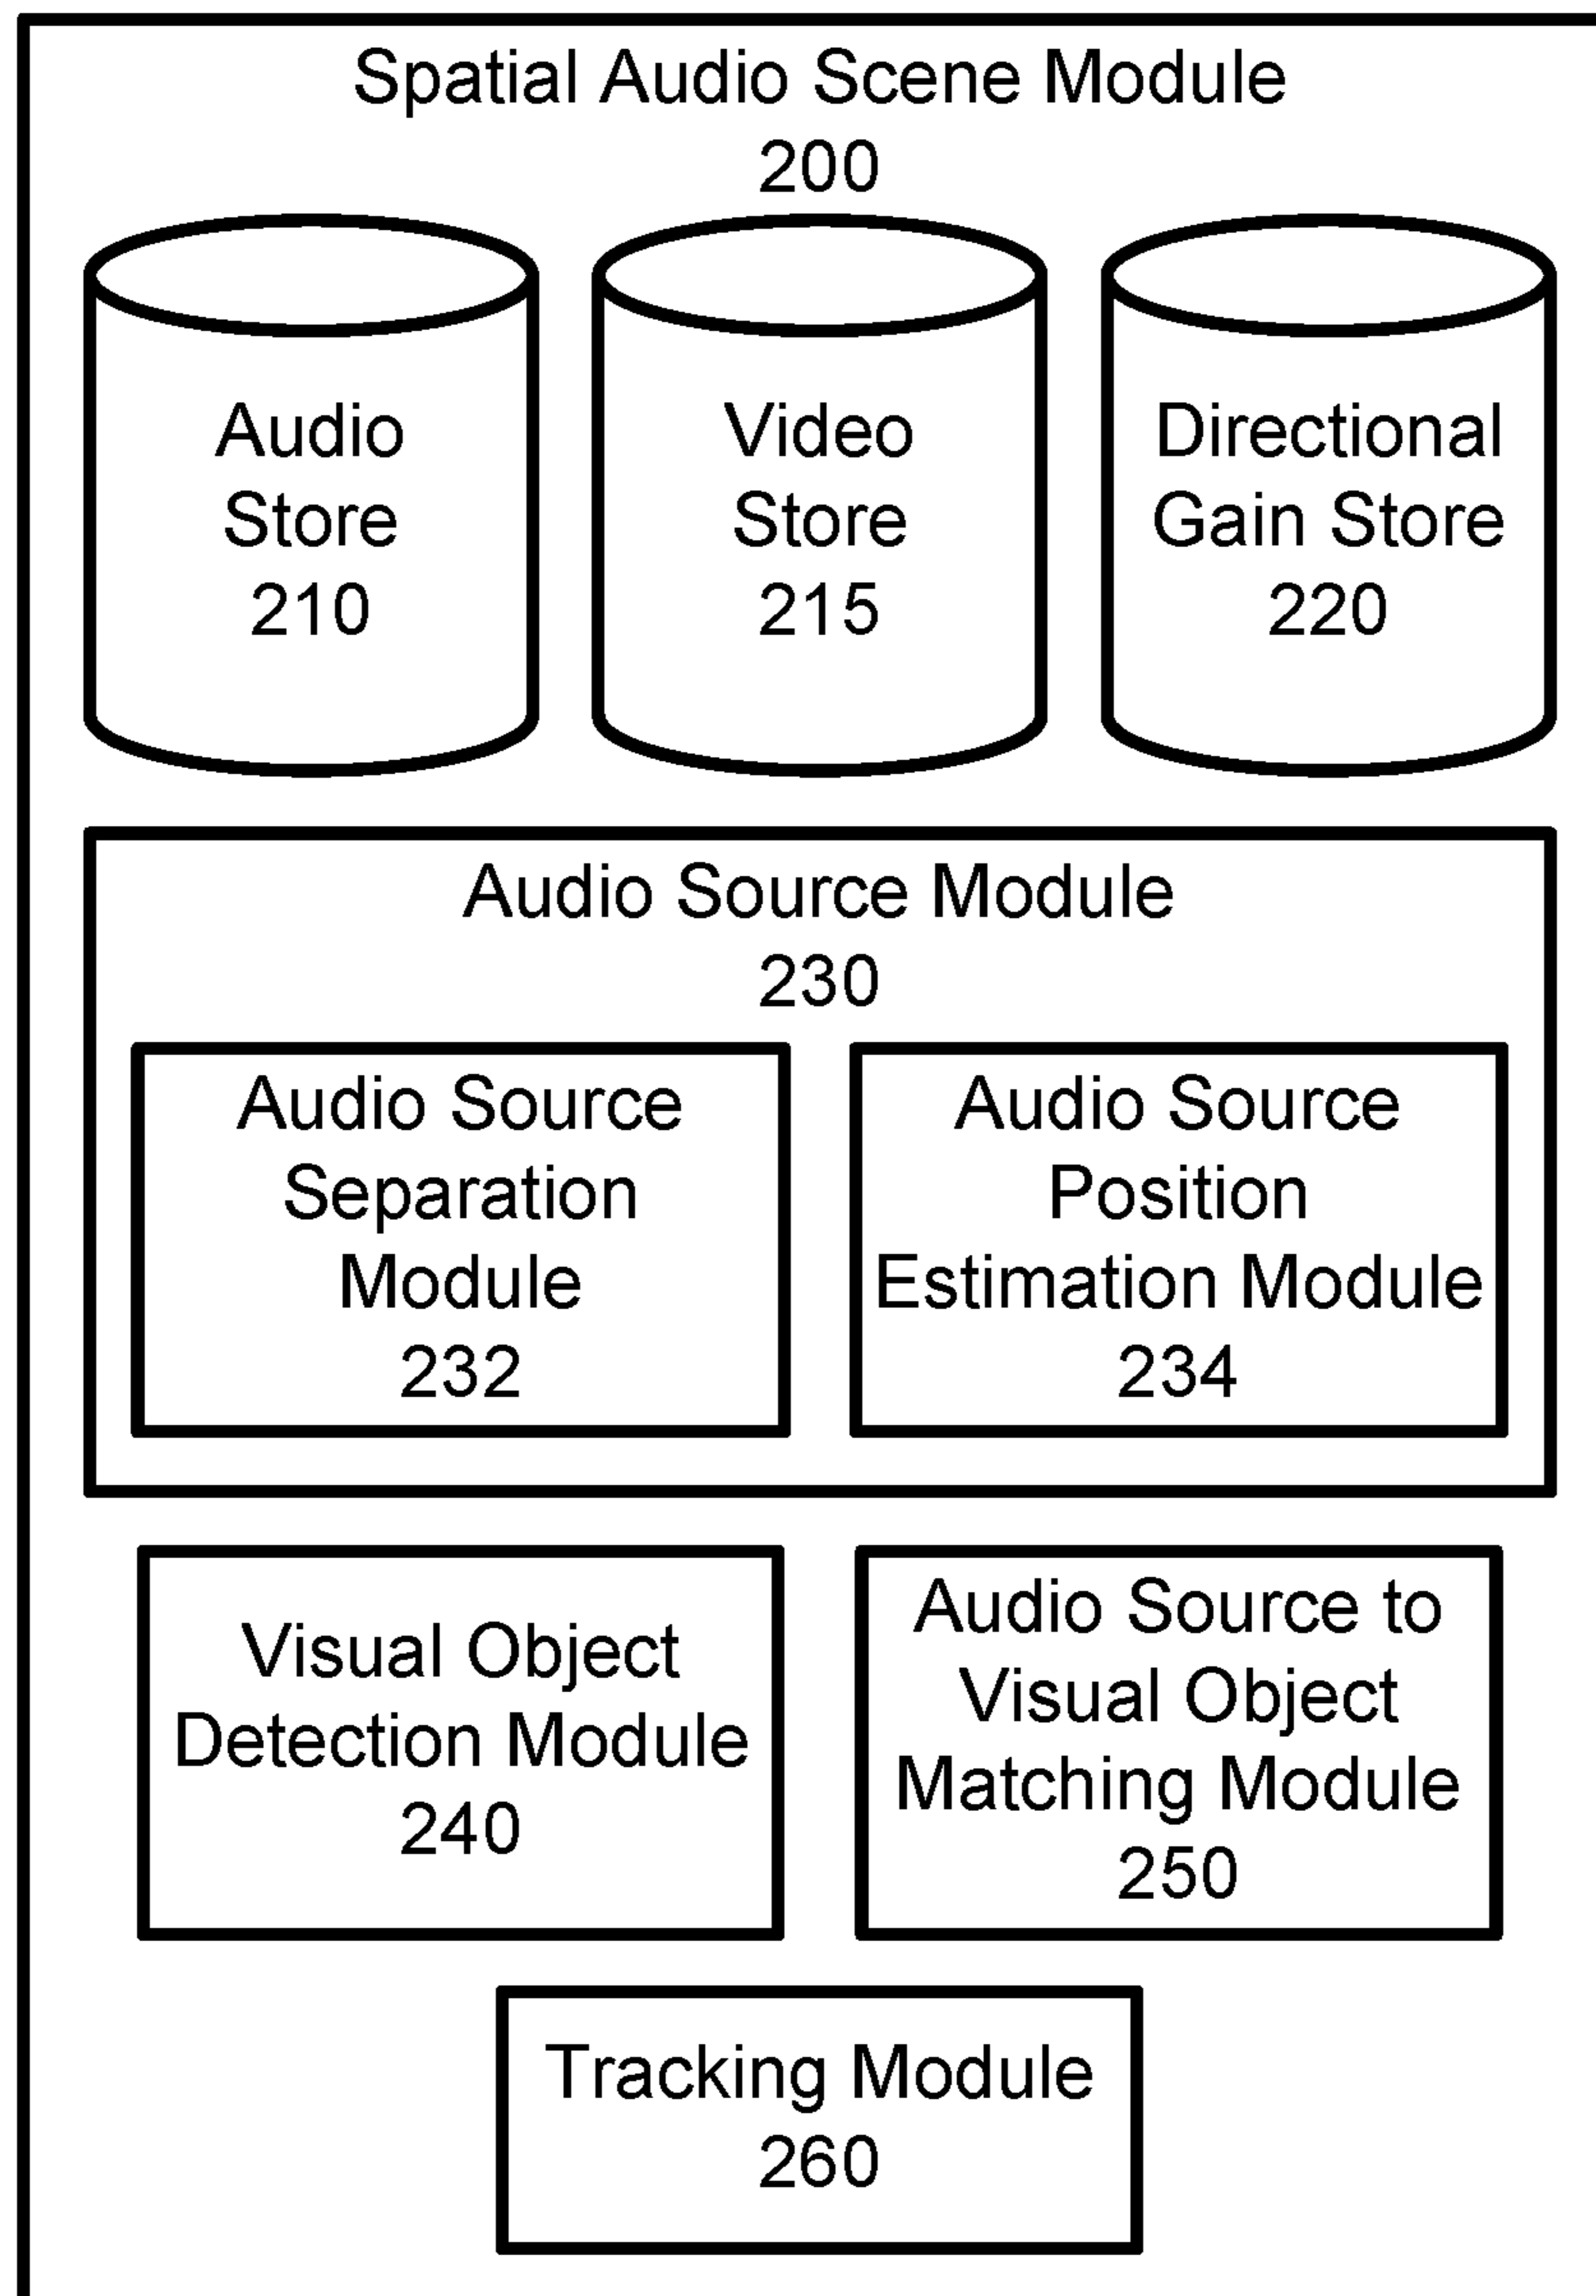 Spatial Audio Scene Module
200
Audio
Store
210
Video
Store
215
Directional
Gain Store
220
Audio Source Module
230
Audio Source
Separation
Module
232
Audio Source
Position
Estimation Module
234
Visual Object
Detection Module
240
Audio Source to
Visual Object
Matching Module
250
Tracking Module
260